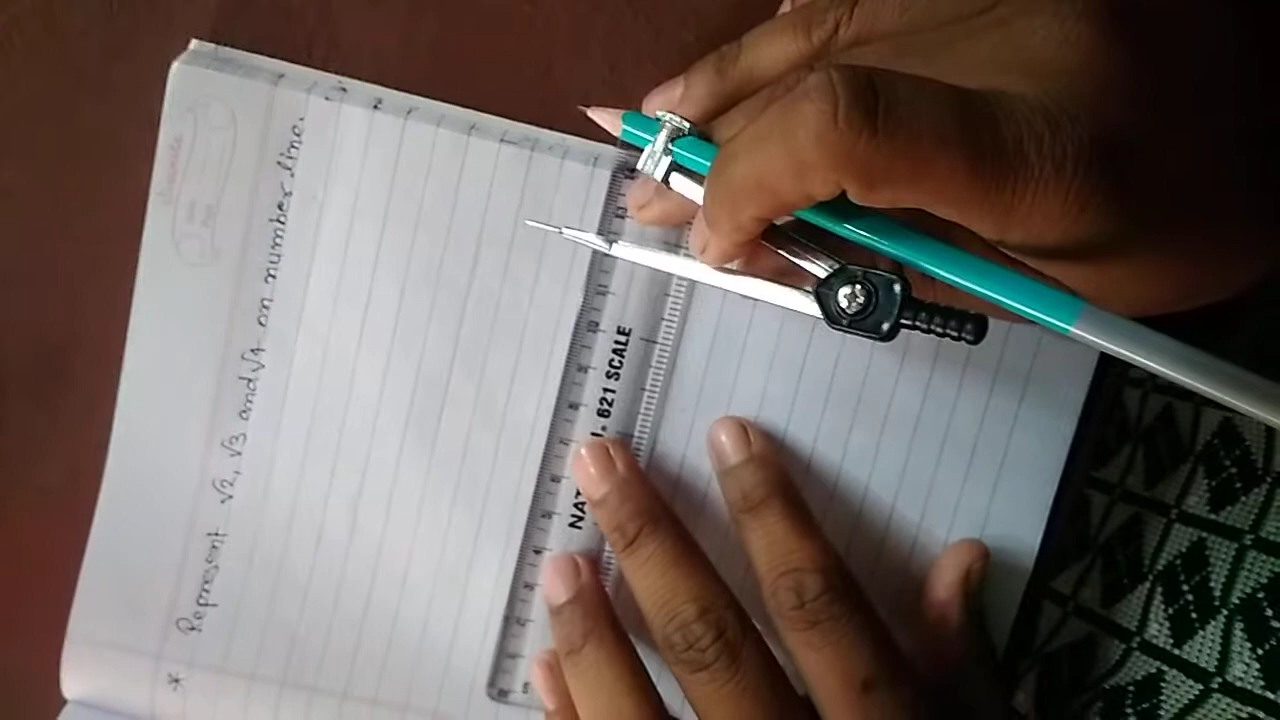 * Represent √2, √3 and √4 on number line.
621 SCALE